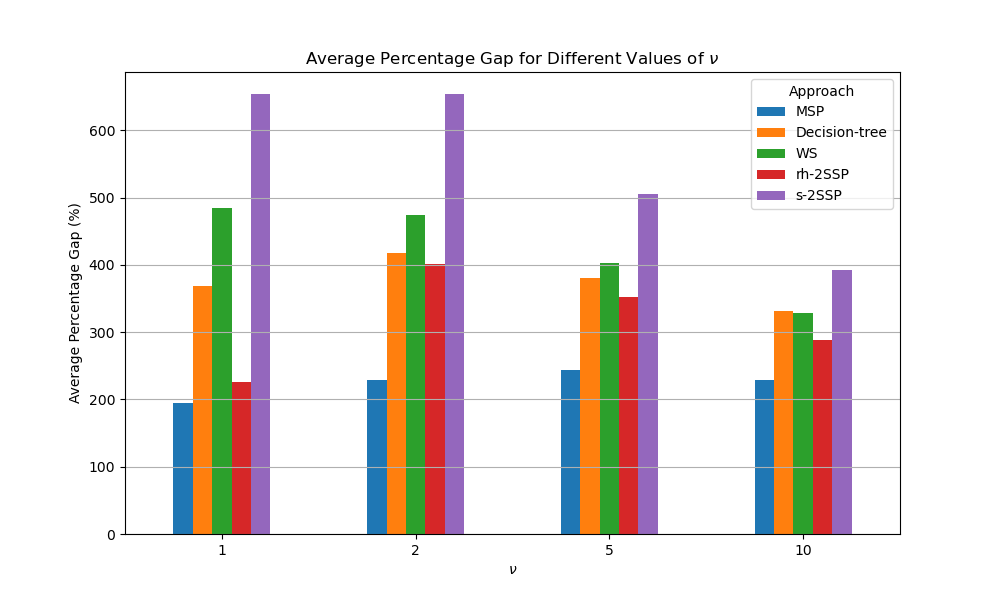 Average Percentage Gap for Different Values of ν
Average Percentage Gap (%)
600
500
400
300
200
100
0
1 2 5 10
ν
Approach
MSP
Decision-tree
WS
rh-2SSP
s-2SSP